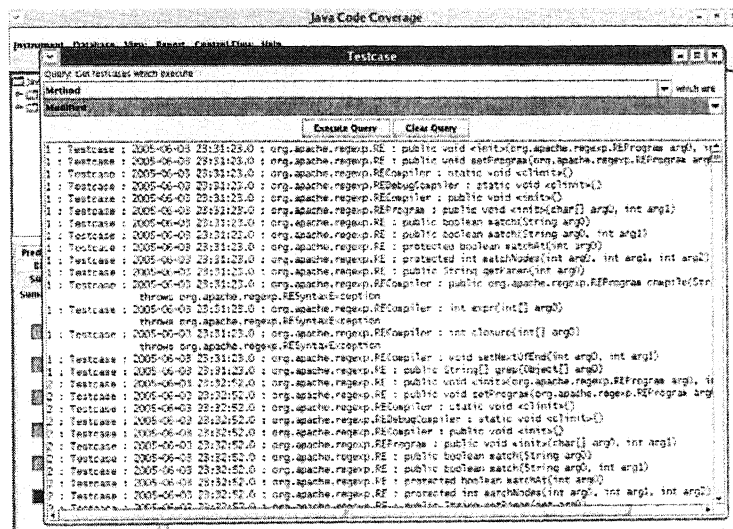 Java Code Coverage
Instrument Database View Report Control Flow Help
Testcase
Query: Get testcases which execute
Method
which are
Modified
Execute Query Clear Query
1 : Testcase : 2005-06-03 23:31:23.0 : org.apache.regexp.RE : public void <init>(org.apache.regexp.REProgram arg0, in
1 : Testcase : 2005-06-03 23:31:23.0 : org.apache.regexp.RE : public void setProgram(org.apache.regexp.REProgram arg
1 : Testcase : 2005-06-03 23:31:23.0 : org.apache.regexp.RECompiler : static void <clinit>()
1 : Testcase : 2005-06-03 23:31:23.0 : org.apache.regexp.REDebugCompiler : static void <clinit>()
1 : Testcase : 2005-06-03 23:31:23.0 : org.apache.regexp.RECompiler : public void <init>()
1 : Testcase : 2005-06-03 23:31:23.0 : org.apache.regexp.REProgram : public void <init>(char[] arg0, int arg1)
1 : Testcase : 2005-06-03 23:31:23.0 : org.apache.regexp.RE : public boolean match(String arg0)
1 : Testcase : 2005-06-03 23:31:23.0 : org.apache.regexp.RE : public boolean match(String arg0, int arg1)
1 : Testcase : 2005-06-03 23:31:23.0 : org.apache.regexp.RE : protected boolean matchAt(int arg0)
1 : Testcase : 2005-06-03 23:31:23.0 : org.apache.regexp.RE : protected int matchNodes(int arg0, int arg1, int arg2)
1 : Testcase : 2005-06-03 23:31:23.0 : org.apache.regexp.RE : public String getParen(int arg0)
1 : Testcase : 2005-06-03 23:31:23.0 : org.apache.regexp.RECompiler : public org.apache.regexp.REProgram compile(Str
throws org.apache.regexp.RESyntaxException
1 : Testcase : 2005-06-03 23:31:23.0 : org.apache.regexp.RECompiler : int expr(int[] arg0)
throws org.apache.regexp.RESyntaxException
1 : Testcase : 2005-06-03 23:31:23.0 : org.apache.regexp.RECompiler : int closure(int[] arg0)
throws org.apache.regexp.RESyntaxException
1 : Testcase : 2005-06-03 23:31:23.0 : org.apache.regexp.RECompiler : void setNextOfEnd(int arg0, int arg1)
1 : Testcase : 2005-06-03 23:31:23.0 : org.apache.regexp.RE : public String[] grep(Object[] arg0)
2 : Testcase : 2005-06-03 23:32:52.0 : org.apache.regexp.RE : public void <init>(org.apache.regexp.REProgram arg0, in
2 : Testcase : 2005-06-03 23:32:52.0 : org.apache.regexp.RE : public void setProgram(org.apache.regexp.REProgram arg
2 : Testcase : 2005-06-03 23:32:52.0 : org.apache.regexp.RECompiler : static void <clinit>()
2 : Testcase : 2005-06-03 23:32:52.0 : org.apache.regexp.REDebugCompiler : static void <clinit>()
2 : Testcase : 2005-06-03 23:32:52.0 : org.apache.regexp.RECompiler : public void <init>()
2 : Testcase : 2005-06-03 23:32:52.0 : org.apache.regexp.REProgram : public void <init>(char[] arg0, int arg1)
2 : Testcase : 2005-06-03 23:32:52.0 : org.apache.regexp.RE : public boolean match(String arg0)
2 : Testcase : 2005-06-03 23:32:52.0 : org.apache.regexp.RE : public boolean match(String arg0, int arg1)
2 : Testcase : 2005-06-03 23:32:52.0 : org.apache.regexp.RE : protected boolean matchAt(int arg0)
2 : Testcase : 2005-06-03 23:32:52.0 : org.apache.regexp.RE : protected int matchNodes(int arg0, int arg1, int arg2)